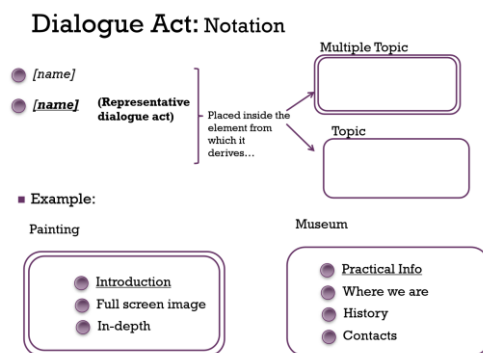 Dialogue Act: Notation
Multiple Topic
[name]
[name] (Representative
dialogue act)
Placed inside the
element from
which it
derives…
Topic
Example:
Painting
Introduction
Full screen image
In-depth
Museum
Practical Info
Where we are
History
Contacts